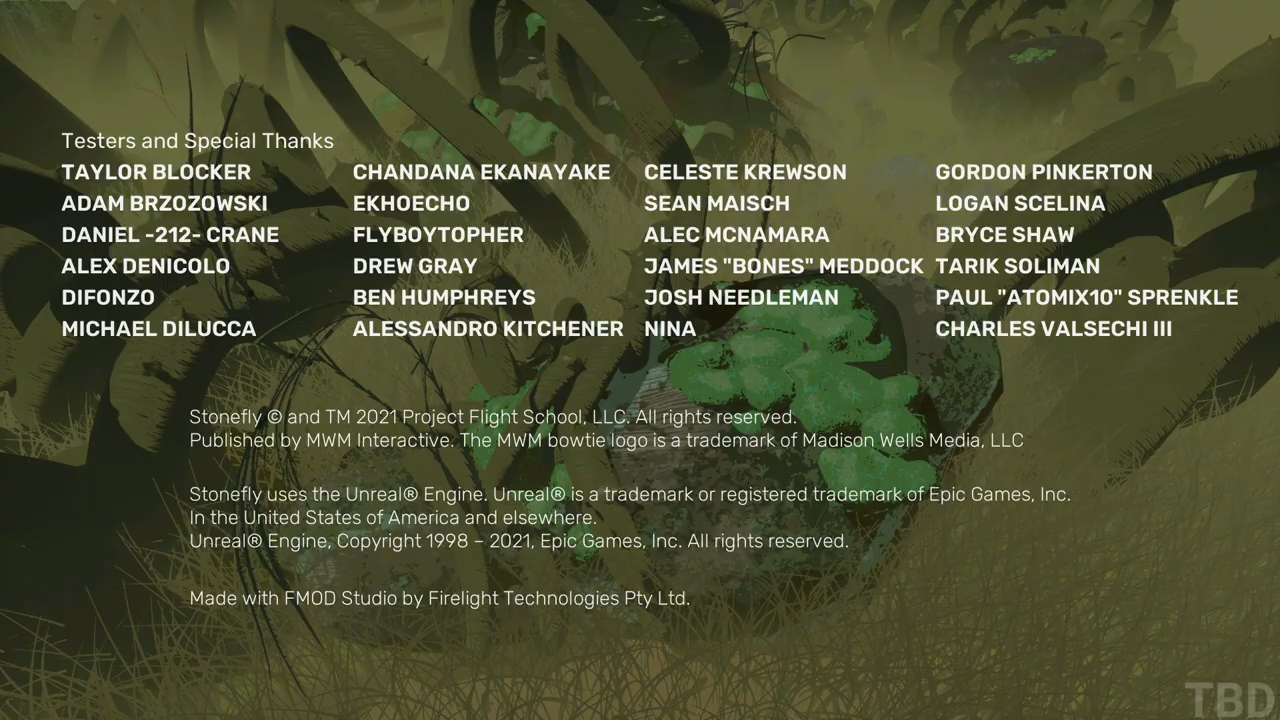 Testers and Special Thanks
TAYLOR BLOCKER
ADAM BRZOZOWSKI
DANIEL -212- CRANE
ALEX DENICOLO
DIFONZO
MICHAEL DILUCCA
CHANDANA EKANAYAKE
EKHOECHO
FLYBOYTOPHER
DREW GRAY
BEN HUMPHREYS
ALESSANDRO KITCHENER
CELESTE KREWSON
SEAN MAISCH
ALEC MCNAMARA
JAMES "BONES" MEDDOCK
JOSH NEEDLEMAN
NINA
GORDON PINKERTON
LOGAN SCELINA
BRYCE SHAW
TARIK SOLIMAN
PAUL "ATOMIX10" SPRENKLE
CHARLES VALSECHI III
Stonefly © and TM 2021 Project Flight School, LLC. All rights reserved.
Published by MWM Interactive. The MWM bowtie logo is a trademark of Madison Wells Media, LLC
Stonefly uses the Unreal® Engine. Unreal® is a trademark or registered trademark of Epic Games, Inc.
In the United States of America and elsewhere.
Unreal® Engine, Copyright 1998 – 2021, Epic Games, Inc. All rights reserved.
Made with FMOD Studio by Firelight Technologies Pty Ltd.
TBD